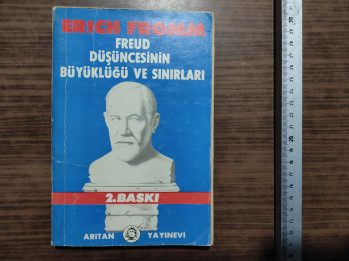 ERICH FROMM
FREUD
DÜŞÜNCESİNİN
BÜYÜKLÜĞÜ VE SINIRLARI
2.BASKI
ARITAN YAYINEVİ